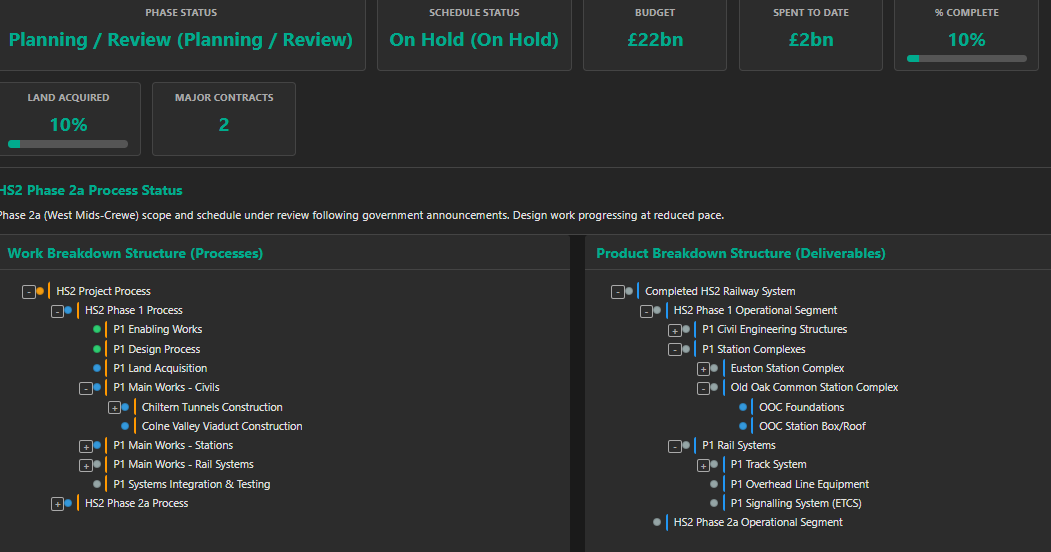 PHASE STATUS
Planning / Review (Planning / Review)
SCHEDULE STATUS
On Hold (On Hold)
BUDGET
£22bn
SPENT TO DATE
£2bn
% COMPLETE
10%
LAND ACQUIRED
10%
MAJOR CONTRACTS
2
HS2 Phase 2a Process Status
Phase 2a (West Mids-Crewe) scope and schedule under review following government announcements. Design work progressing at reduced pace.
Work Breakdown Structure (Processes)
HS2 Project Process
HS2 Phase 1 Process
P1 Enabling Works
P1 Design Process
P1 Land Acquisition
P1 Main Works - Civils
Chiltern Tunnels Construction
Colne Valley Viaduct Construction
P1 Main Works - Stations
P1 Main Works - Rail Systems
P1 Systems Integration & Testing
HS2 Phase 2a Process
Product Breakdown Structure (Deliverables)
Completed HS2 Railway System
HS2 Phase 1 Operational Segment
P1 Civil Engineering Structures
P1 Station Complexes
Euston Station Complex
Old Oak Common Station Complex
OOC Foundations
OOC Station Box/Roof
P1 Rail Systems
P1 Track System
P1 Overhead Line Equipment
P1 Signalling System (ETCS)
HS2 Phase 2a Operational Segment